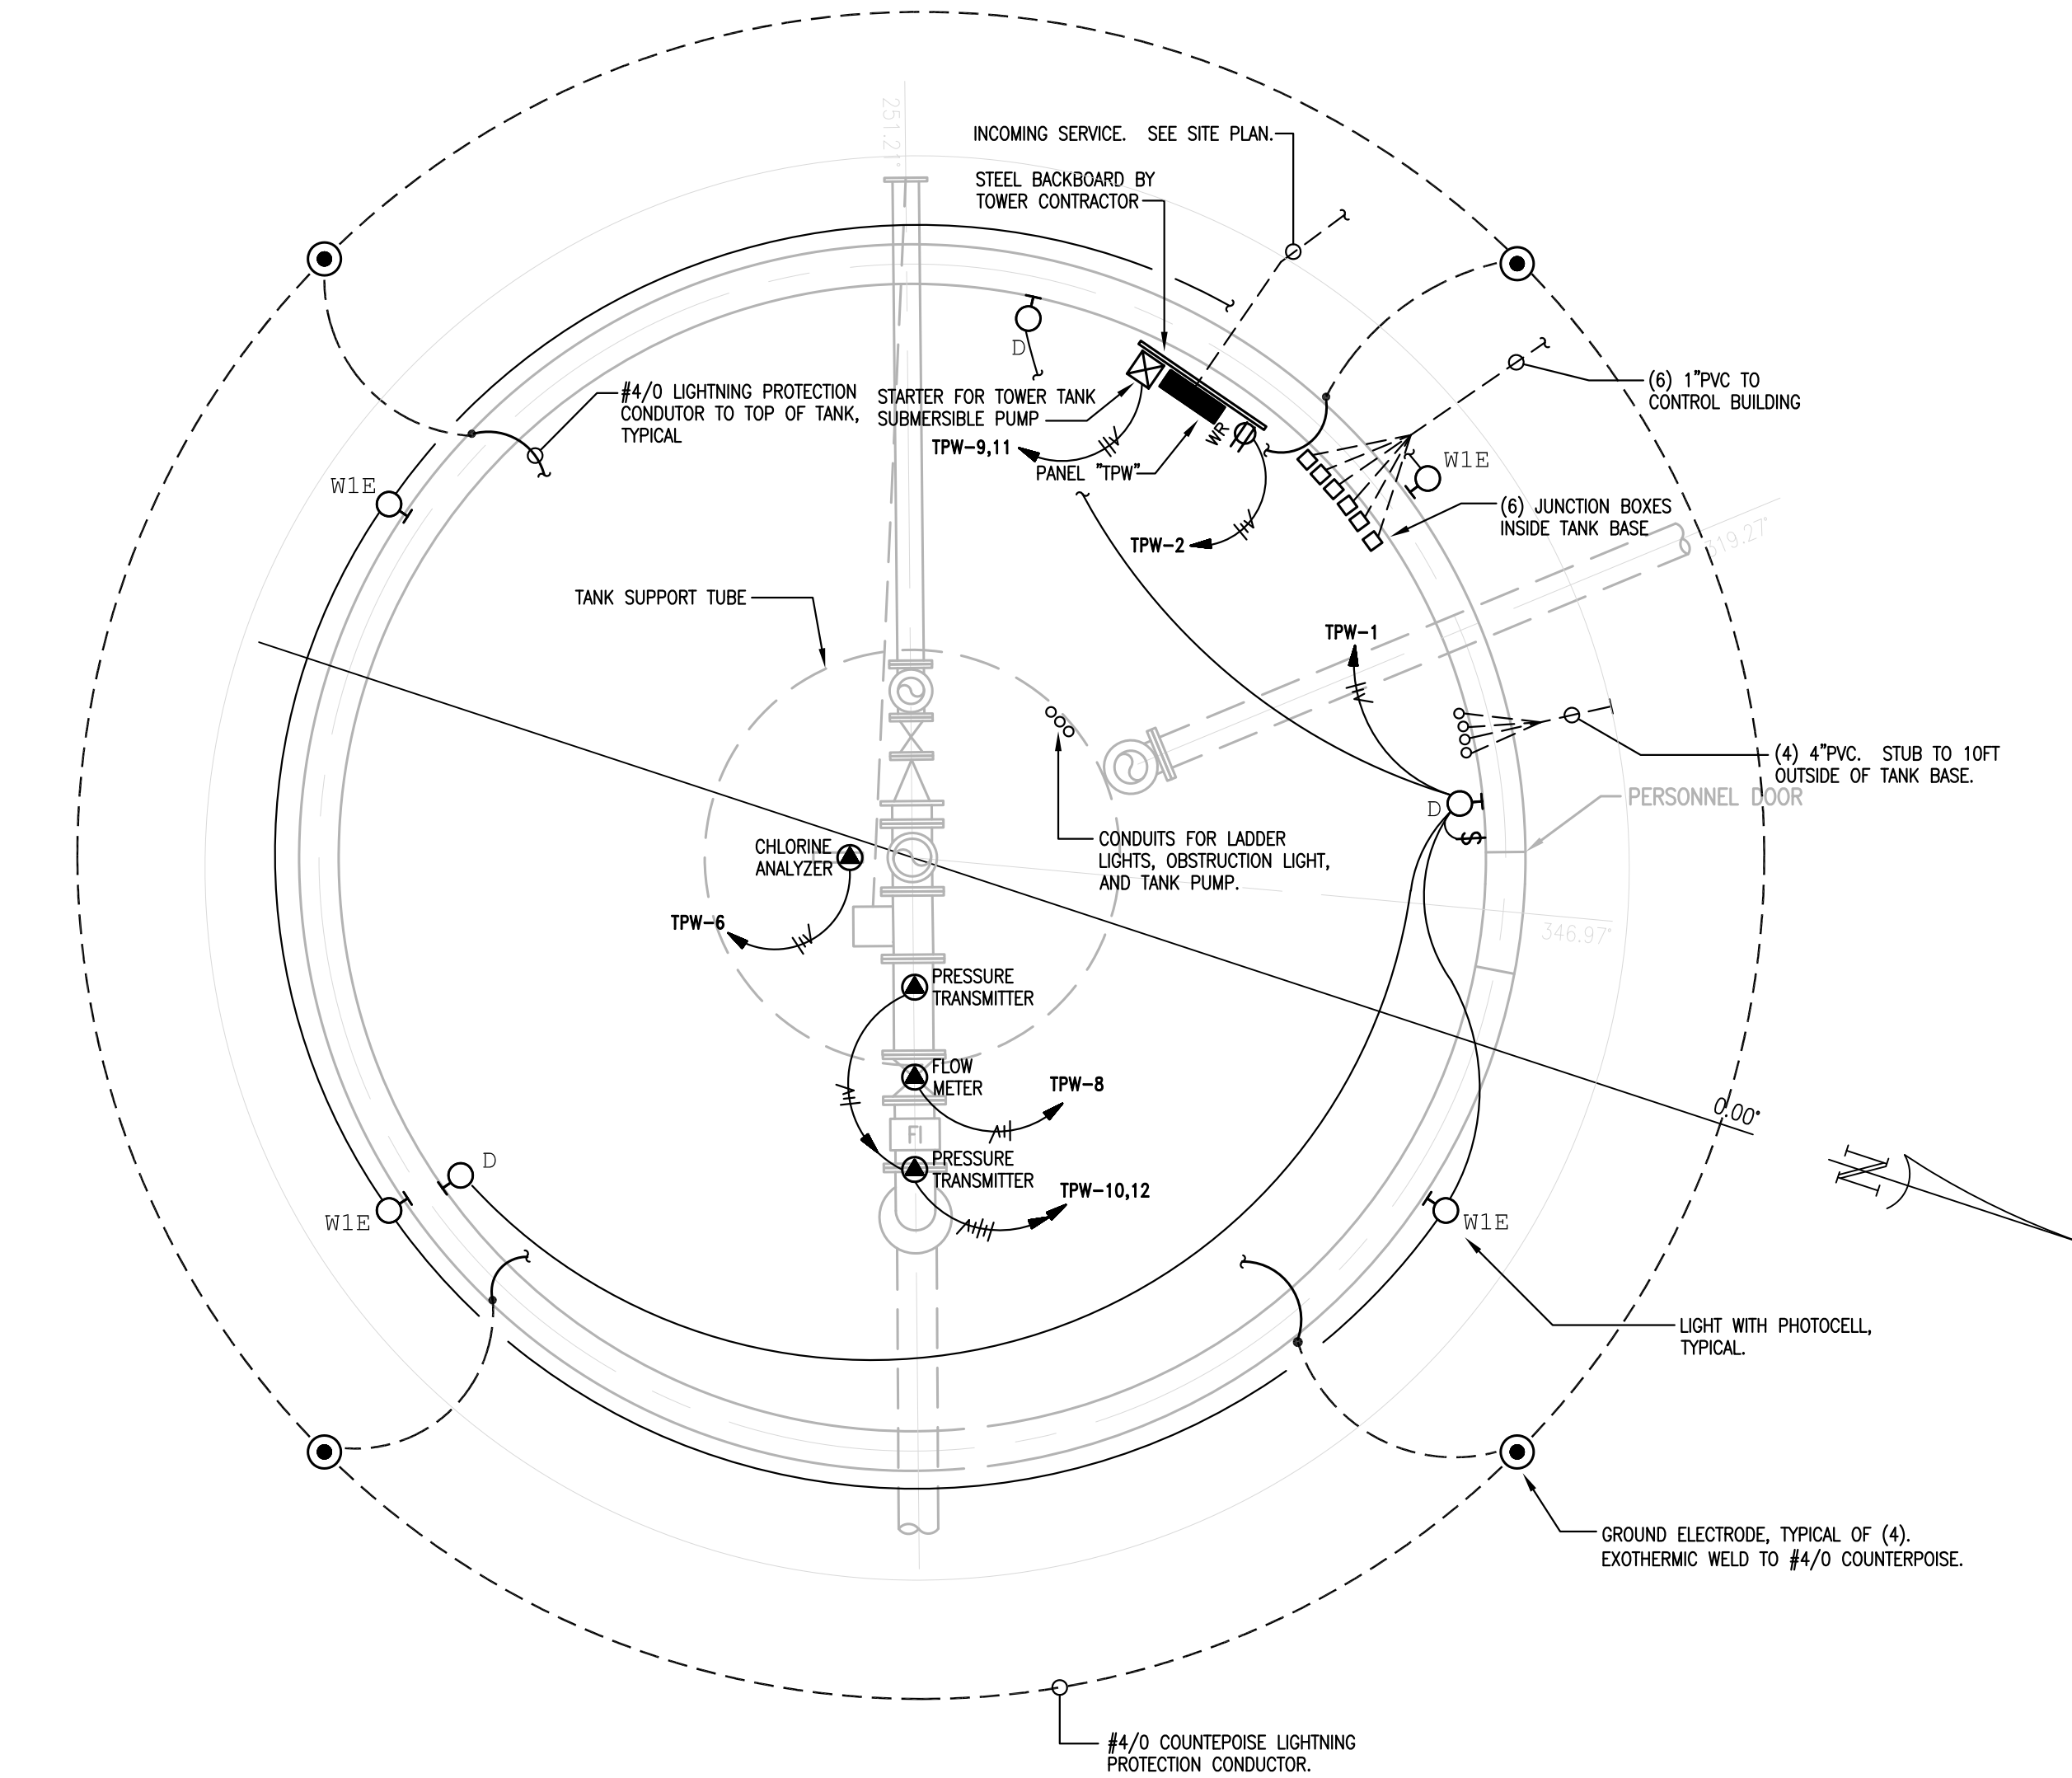 251.21°
INCOMING SERVICE.  SEE SITE PLAN.
STEEL BACKBOARD BY
TOWER CONTRACTOR
D
#4/0 LIGHTNING PROTECTION
CONDUTOR TO TOP OF TANK,
TYPICAL
STARTER FOR TOWER TANK
SUBMERSIBLE PUMP
TPW-9,11
PANEL "TPW"
WR
(6) 1"PVC TO
CONTROL BUILDING
W1E
W1E
(6) JUNCTION BOXES
INSIDE TANK BASE
TPW-2
319.27°
TANK SUPPORT TUBE
TPW-1
(4) 4"PVC.  STUB TO 10FT
OUTSIDE OF TANK BASE.
PERSONNEL DOOR
D
$
CHLORINE
ANALYZER
CONDUITS FOR LADDER
LIGHTS, OBSTRUCTION LIGHT,
AND TANK PUMP.
TPW-6
346.97°
PRESSURE
TRANSMITTER
FLOW
METER
TPW-8
0.00°
FI
PRESSURE
TRANSMITTER
TPW-10,12
N
D
W1E
W1E
LIGHT WITH PHOTOCELL,
TYPICAL.
GROUND ELECTRODE, TYPICAL OF (4).
EXOTHERMIC WELD TO #4/0 COUNTERPOISE.
#4/0 COUNTEPOISE LIGHTNING
PROTECTION CONDUCTOR.